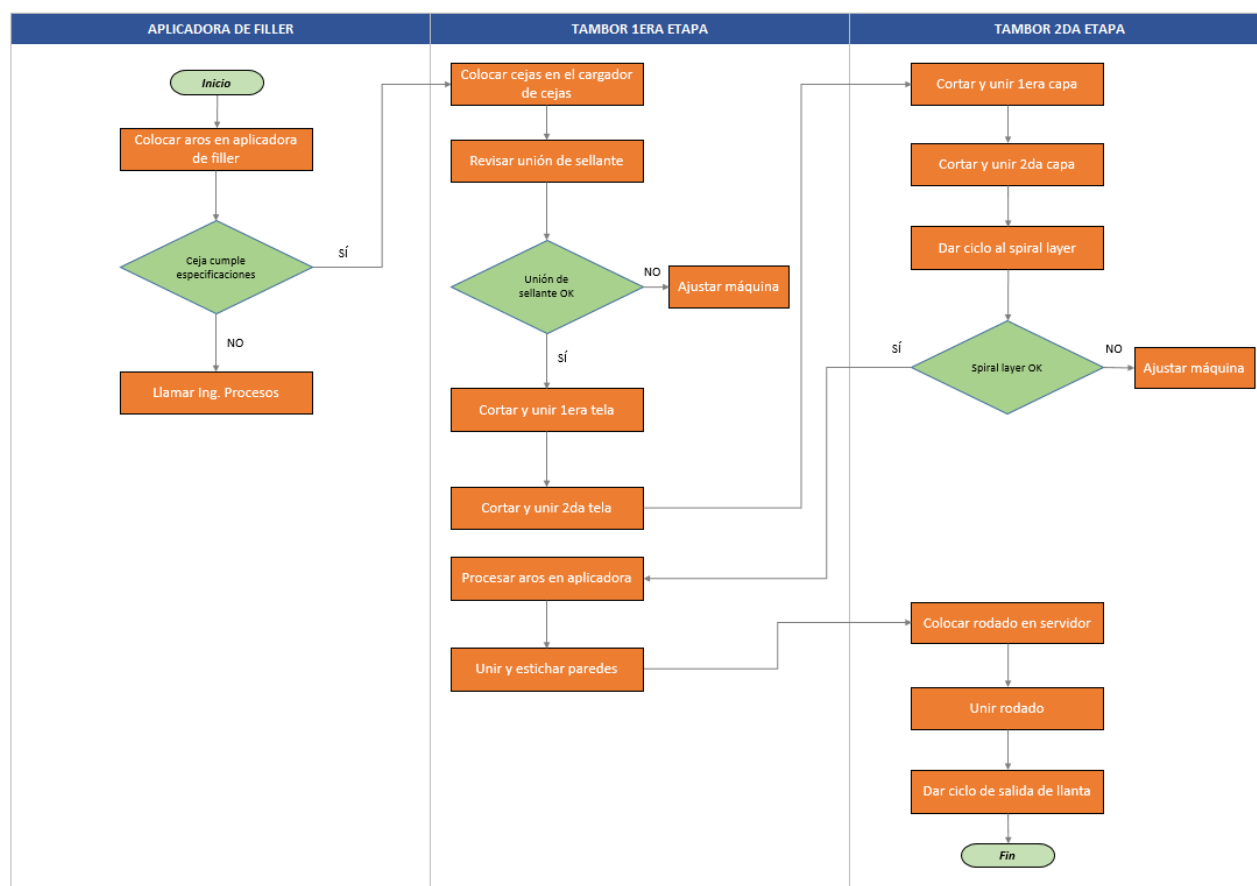 APLICADORA DE FILLER
TAMBOR 1ERA ETAPA
TAMBOR 2DA ETAPA
Inicio
Colocar aros en aplicadora
de filler
Ceja cumple
especificaciones
SÍ
NO
Llamar Ing. Procesos
Colocar cejas en el cargador
de cejas
Revisar unión de sellante
Unión de
sellante OK
NO
Ajustar máquina
SÍ
Cortar y unir 1era tela
Cortar y unir 2da tela
Procesar aros en aplicadora
Unir y estichar paredes
Cortar y unir 1era capa
Cortar y unir 2da capa
Dar ciclo al spiral layer
Spiral layer OK
SÍ
NO
Ajustar máquina
Colocar rodado en servidor
Unir rodado
Dar ciclo de salida de llanta
Fin